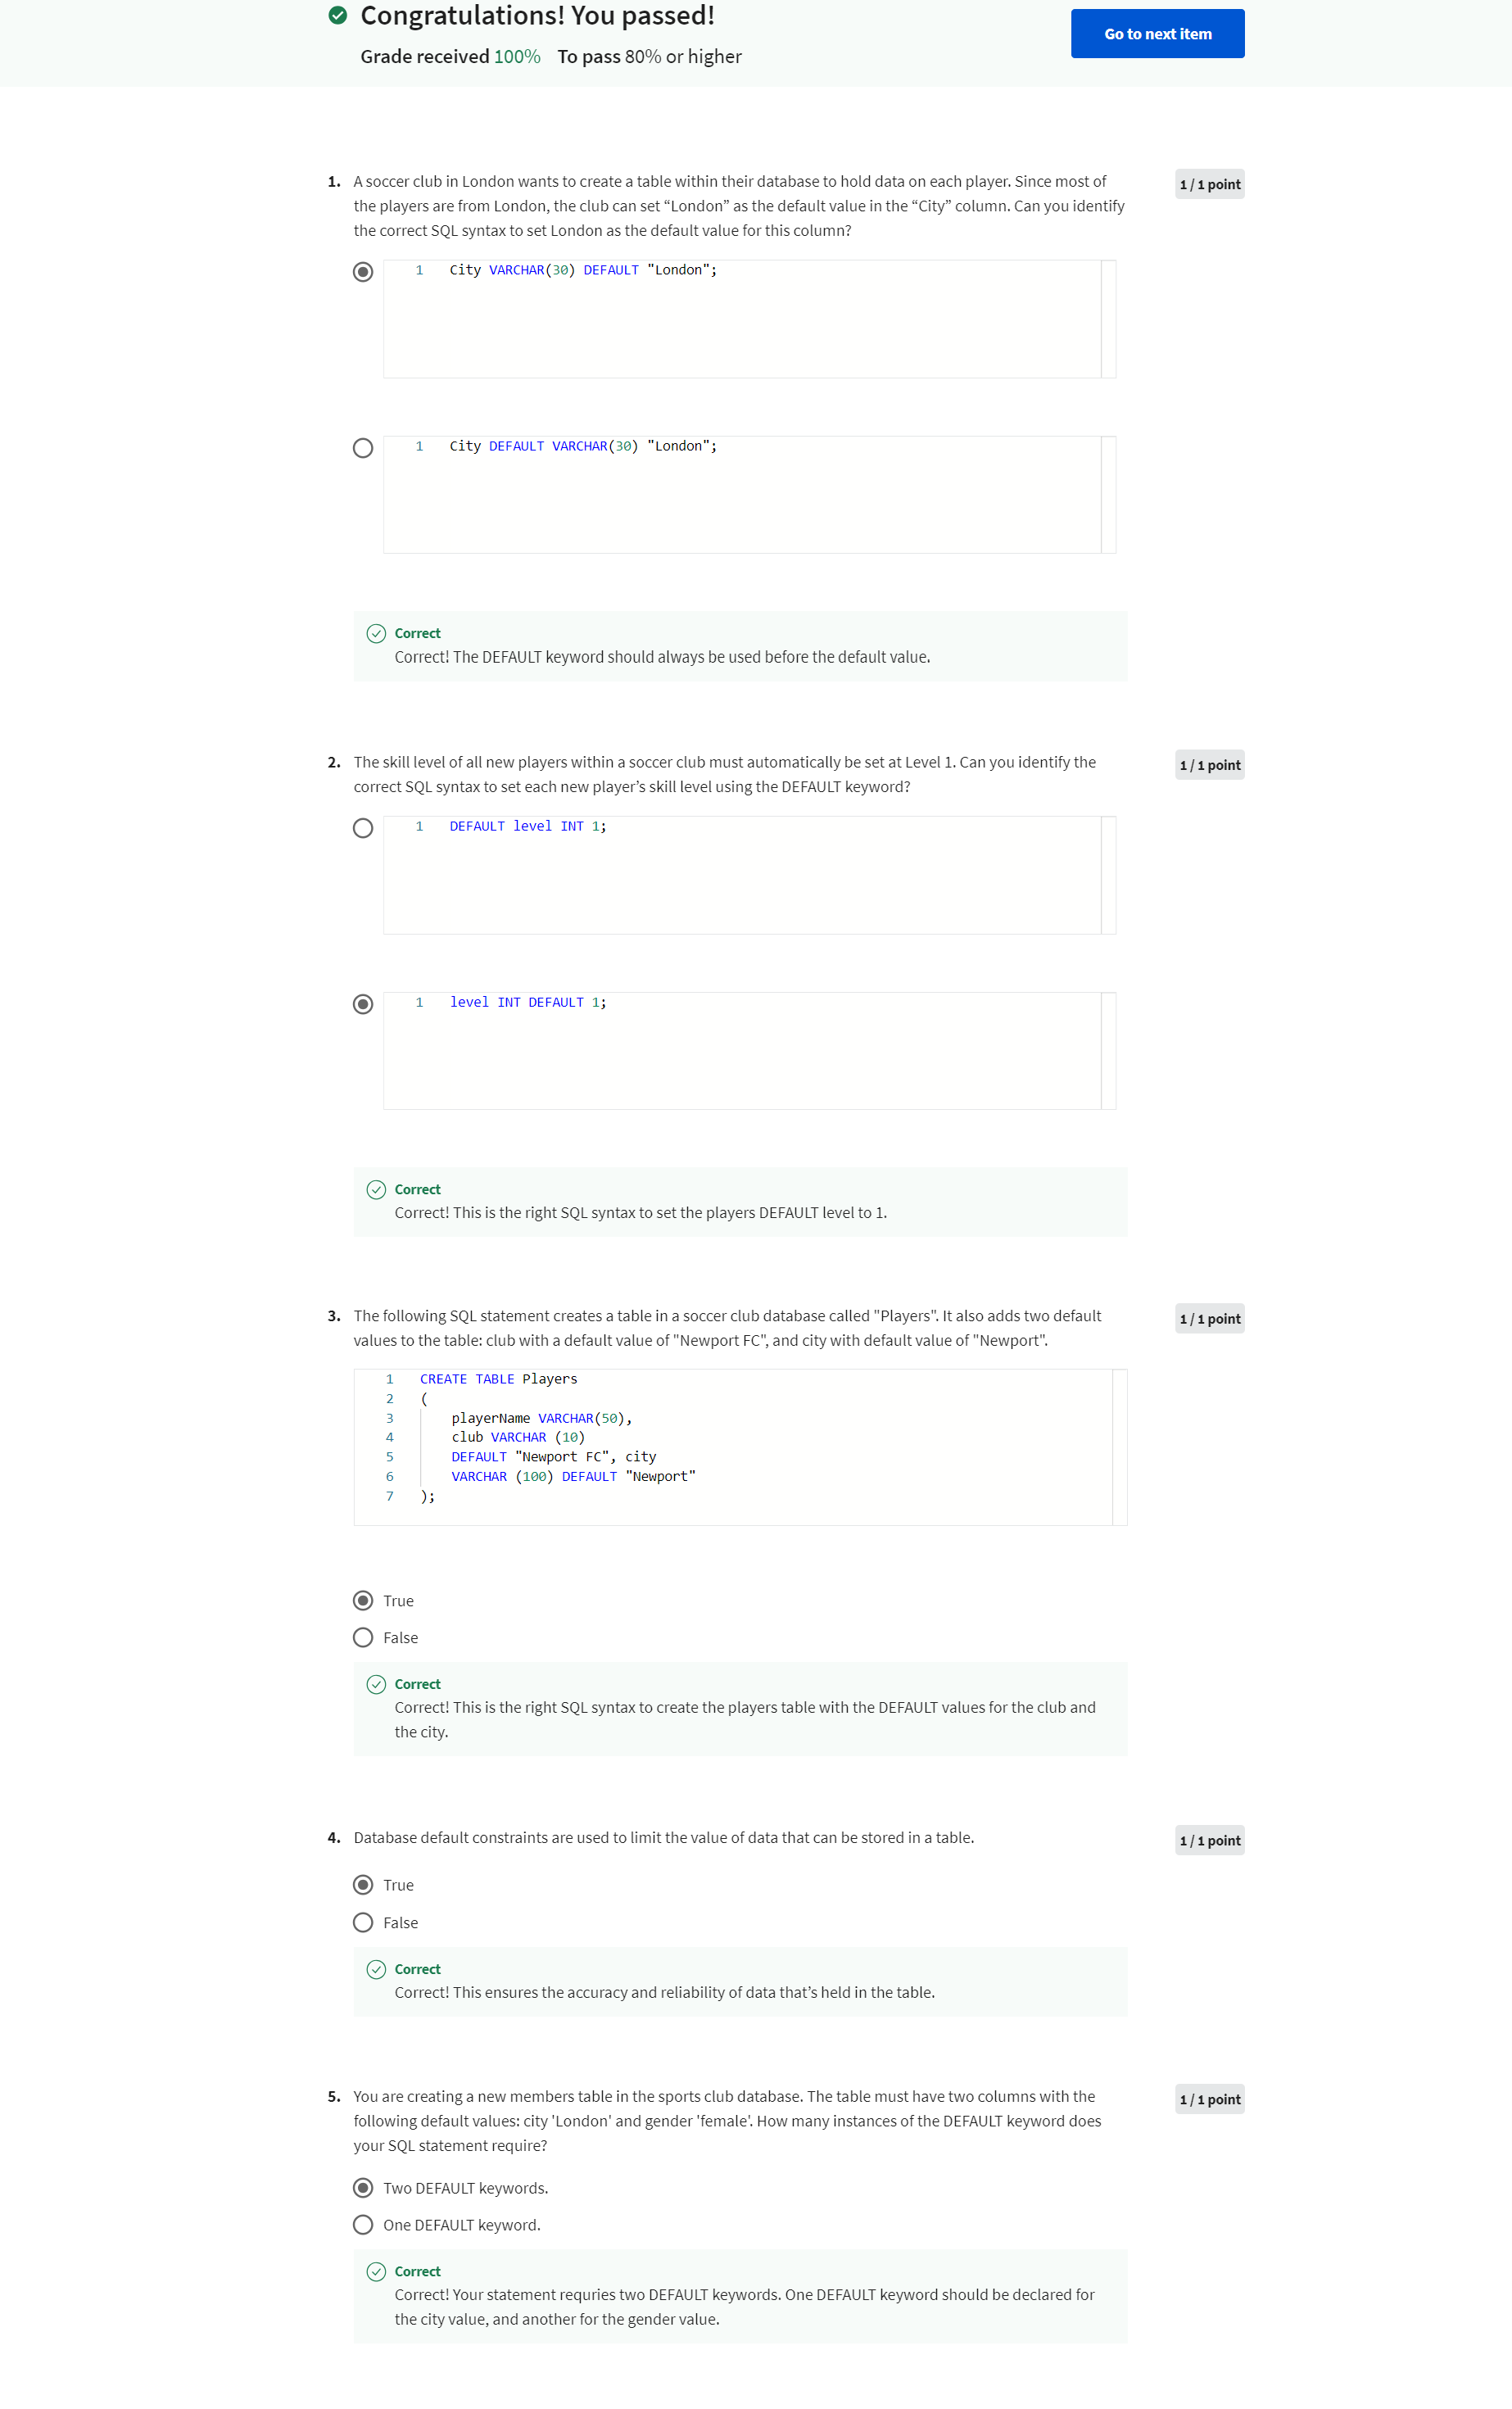 Congratulations! You passed!
Grade received 100% To pass 80% or higher
Go to next item
1. A soccer club in London wants to create a table within their database to hold data on each player. Since most of
the players are from London, the club can set “London” as the default value in the “City” column. Can you identify
the correct SQL syntax to set London as the default value for this column?
1 / 1 point
1 City VARCHAR(30) DEFAULT "London";
1 City DEFAULT VARCHAR(30) "London";
Correct
Correct! The DEFAULT keyword should always be used before the default value.
2. The skill level of all new players within a soccer club must automatically be set at Level 1. Can you identify the
correct SQL syntax to set each new player’s skill level using the DEFAULT keyword?
1 / 1 point
1 DEFAULT level INT 1;
1 level INT DEFAULT 1;
Correct
Correct! This is the right SQL syntax to set the players DEFAULT level to 1.
3. The following SQL statement creates a table in a soccer club database called "Players". It also adds two default
values to the table: club with a default value of "Newport FC", and city with default value of "Newport".
1 / 1 point
1 CREATE TABLE Players
2 (
3 playerName VARCHAR(50),
4 club VARCHAR (10)
5 DEFAULT "Newport FC", city
6 VARCHAR (100) DEFAULT "Newport"
7 );
True
False
Correct
Correct! This is the right SQL syntax to create the players table with the DEFAULT values for the club and
the city.
4. Database default constraints are used to limit the value of data that can be stored in a table.
1 / 1 point
True
False
Correct
Correct! This ensures the accuracy and reliability of data that’s held in the table.
5. You are creating a new members table in the sports club database. The table must have two columns with the
following default values: city 'London' and gender 'female'. How many instances of the DEFAULT keyword does
your SQL statement require?
1 / 1 point
Two DEFAULT keywords.
One DEFAULT keyword.
Correct
Correct! Your statement requries two DEFAULT keywords. One DEFAULT keyword should be declared for
the city value, and another for the gender value.